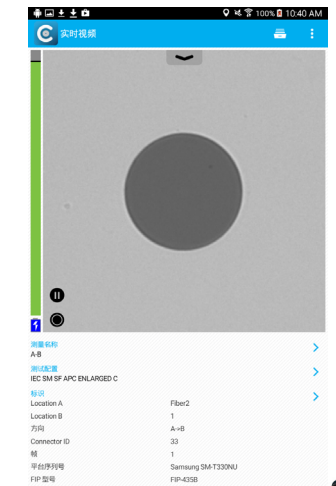 100% 10:40 AM
实时视频
测量名称
A-B
测试配置
IEC SM SF APC ENLARGED C
标识
Location A Fiber2
Location B 1
方向 A->B
Connector ID 33
帧 1
平台序列号 Samsung SM-T330NU
FIP 型号 FIP-435B